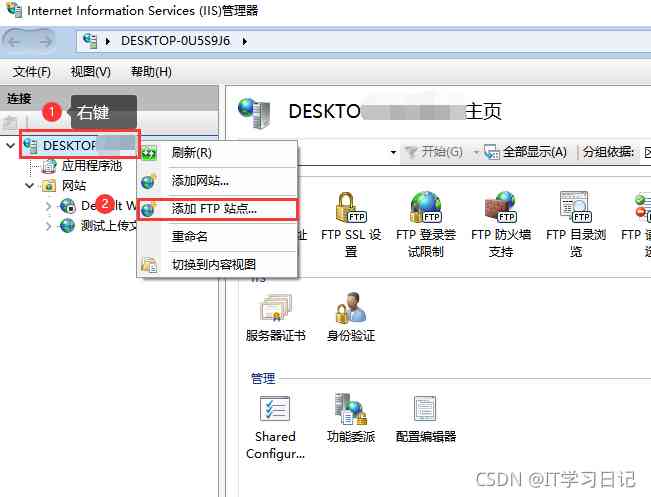 Internet Information Services (IIS)管理器
DESKTOP-0U5S9J6
文件(F) 视图(V) 帮助(H)
连接
1 右键
DESKTOP
应用程序池
网站
2
测试上传文
刷新(R)
添加网站...
添加 FTP 站点...
重命名
切换到内容视图
DESKTO 主页
开始(G) 全部显示(A) 分组依据:
FTP SSL 设置
FTP 登录尝试限制
FTP 防火墙支持
FTP 目录浏览
FTP
IIS
服务器证书
身份验证
管理
Shared
Configur...
功能委派
配置编辑器
CSDN @IT学习日记